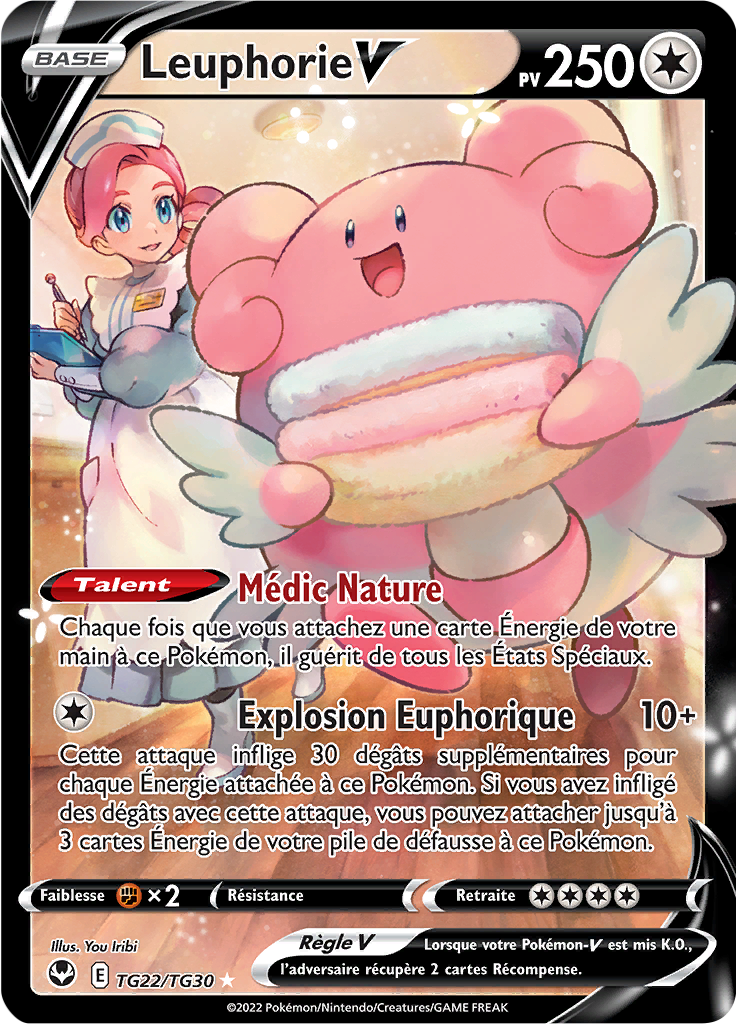 BASE
Leuphorie V
PV 250
Talent Médic Nature
Chaque fois que vous attachez une carte Énergie de votre
main à ce Pokémon, il guérit de tous les États Spéciaux.
Explosion Euphorique 10+
Cette attaque inflige 30 dégâts supplémentaires pour
chaque Énergie attachée à ce Pokémon. Si vous avez infligé
des dégâts avec cette attaque, vous pouvez attacher jusqu'à
3 cartes Énergie de votre pile de défausse à ce Pokémon.
Faiblesse ×2 Résistance Retraite
Illus. You Iribi
E TG22/TG30
Règle V Lorsque votre Pokémon-V est mis K.O.,
l'adversaire récupère 2 cartes Récompense.
©2022 Pokémon/Nintendo/Creatures/GAME FREAK